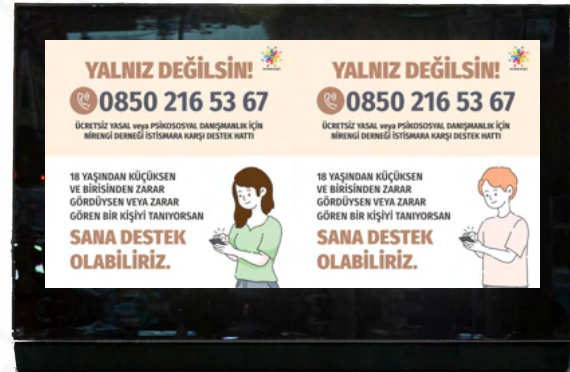 YALNIZ DEĞİLSİN!
0850 216 53 67
ÜCRETSİZ YASAL veya PSİKOSOSYAL DANIŞMANLIK İÇİN
NİRENGİ DERNEĞİ İSTİSMARA KARŞI DESTEK HATTI
18 YAŞINDAN KÜÇÜKSEN
VE BİRİSİNDEN ZARAR
GÖRDÜYSEN VEYA ZARAR
GÖREN BİR KİŞİYİ TANIYORSAN
SANA DESTEK
OLABİLİRİZ.
YALNIZ DEĞİLSİN!
0850 216 53 67
ÜCRETSİZ YASAL veya PSİKOSOSYAL DANIŞMANLIK İÇİN
NİRENGİ DERNEĞİ İSTİSMARA KARŞI DESTEK HATTI
18 YAŞINDAN KÜÇÜKSEN
VE BİRİSİNDEN ZARAR
GÖRDÜYSEN VEYA ZARAR
GÖREN BİR KİŞİYİ TANIYORSAN
SANA DESTEK
OLABİLİRİZ.